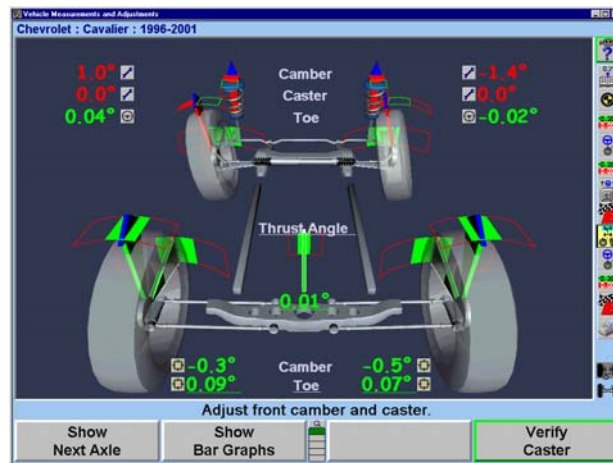 Vehicle Measurements and Adjustments
Chevrolet : Cavalier : 1996-2001
1.0° Camber -1.4°
0.0° Caster 0.0°
0.04° Toe -0.02°
Thrust Angle
0.01°
-0.3° Camber -0.5°
0.09° Toe 0.07°
Adjust front camber and caster.
Show Next Axle
Show Bar Graphs
Verify Caster